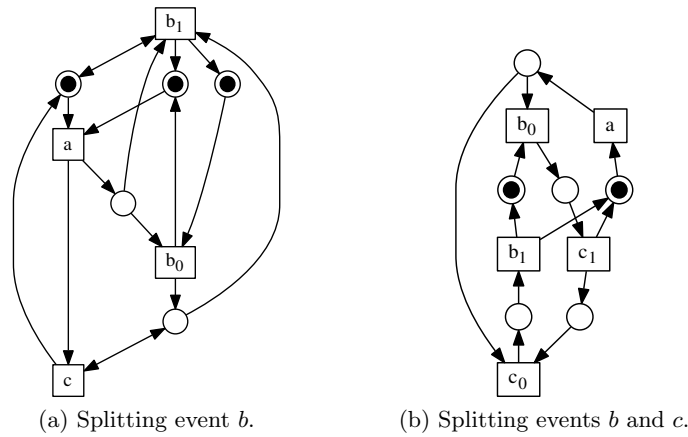 b₁
a
b₀
c
(a) Splitting event b.
b₀ a
b₁ c₁
c₀
(b) Splitting events b and c.